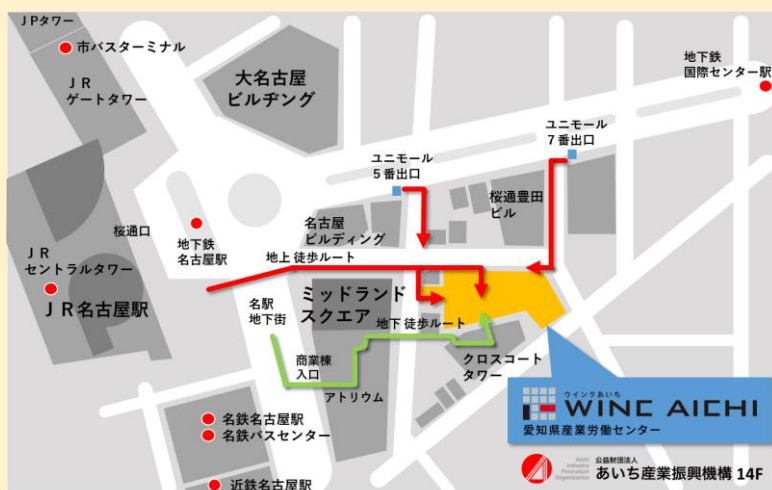 JPタワー
市バスターミナル
JR
ゲートタワー
大名古屋
ビルヂング
地下鉄
国際センター駅
ユニモール
5番出口
ユニモール
7番出口
桜通豊田
ビル
名古屋
ビルディング
桜通口
地下鉄
名古屋駅
地上 徒歩ルート
JR
セントラルタワー
JR名古屋駅
名駅
地下街
ミッドランド
スクエア
地下 徒歩ルート
商業棟
入口
アトリウム
クロスコート
タワー
ウインクあいち
WINC AICHI
愛知県産業労働センター
名鉄名古屋駅
名鉄バスセンター
近鉄名古屋駅
Aichi
Industry
Promotion
Organization
公益財団法人
あいち産業振興機構 14F